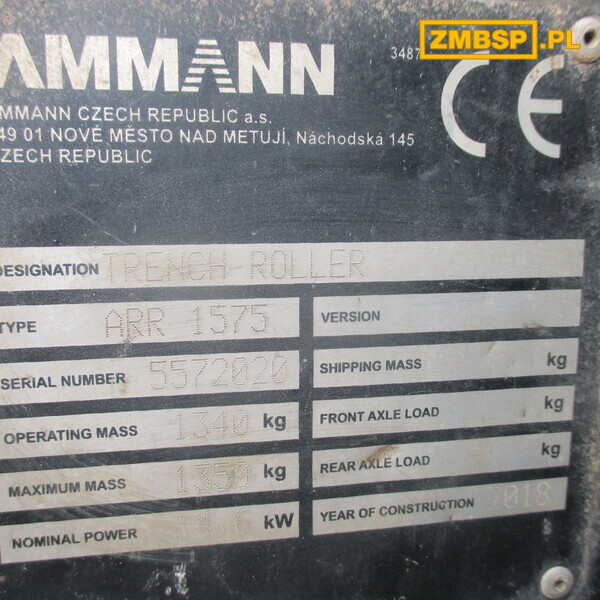 ZMBSP.PL
AMMANN
3487
CE
MMANN CZECH REPUBLIC a.s.
49 01 NOVÉ MĚSTO NAD METUJÍ, Náchodská 145
CZECH REPUBLIC
DESIGNATION TRENCH ROLLER
TYPE ARR 1575 VERSION
SERIAL NUMBER 5572020 SHIPPING MASS kg
OPERATING MASS 1340 kg FRONT AXLE LOAD kg
MAXIMUM MASS 1350 kg REAR AXLE LOAD kg
NOMINAL POWER kW YEAR OF CONSTRUCTION 2018